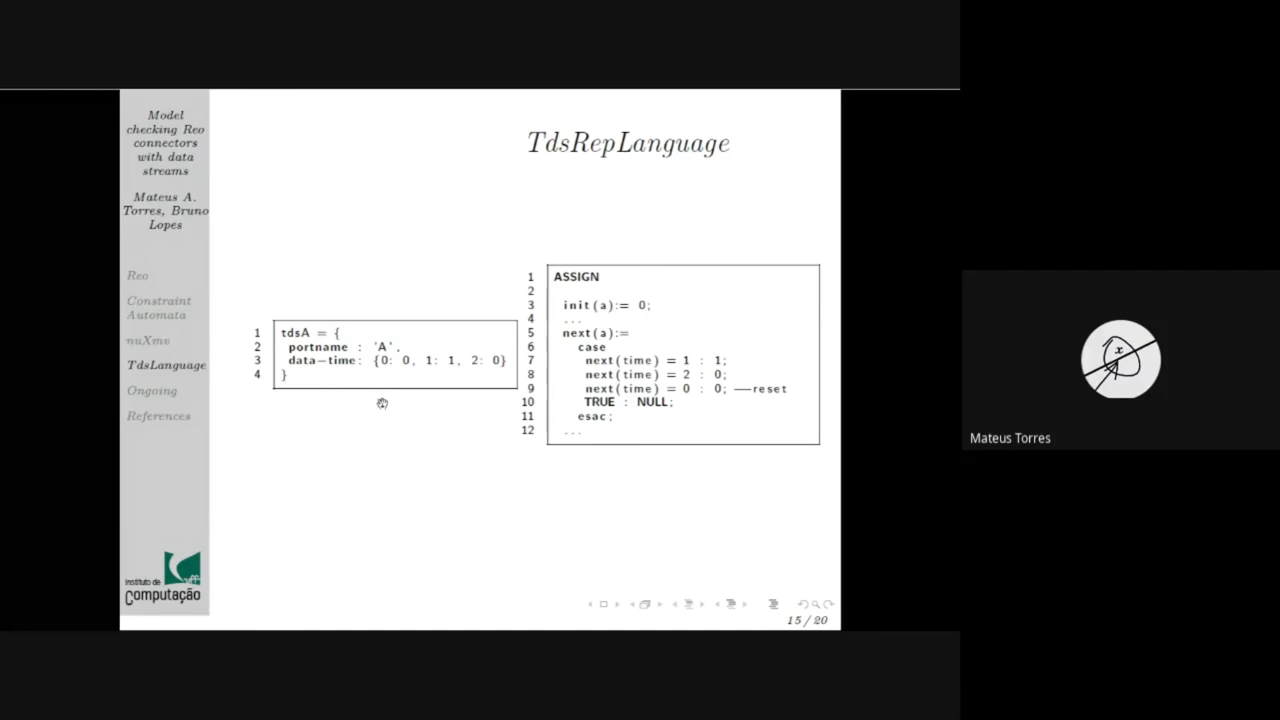 Model
checking Reo
connectors
with data
streams
Mateus A.
Torres, Bruno
Lopes
Reo
Constraint
Automata
nuXmv
TdsLanguage
Ongoing
References
Instituto de
Computação
TdsRepLanguage
1 tdsA = {
2 portname : 'A',
3 data-time: {0: 0, 1: 1, 2: 0}
4 }
1 ASSIGN
2
3 init(a):= 0;
4 ...
5 next(a):=
6 case
7 next(time) = 1 : 1;
8 next(time) = 2 : 0;
9 next(time) = 0 : 0; --reset
10 TRUE : NULL;
11 esac;
12 ...
15 / 20
Mateus Torres